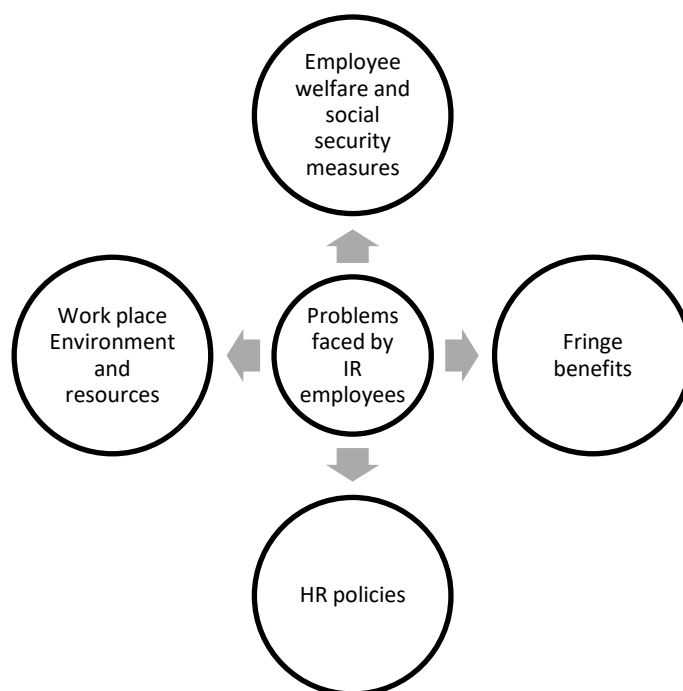 Employee
welfare and
social
security
measures
Work place
Environment
and
resources
Problems
faced by
IR
employees
Fringe
benefits
HR policies